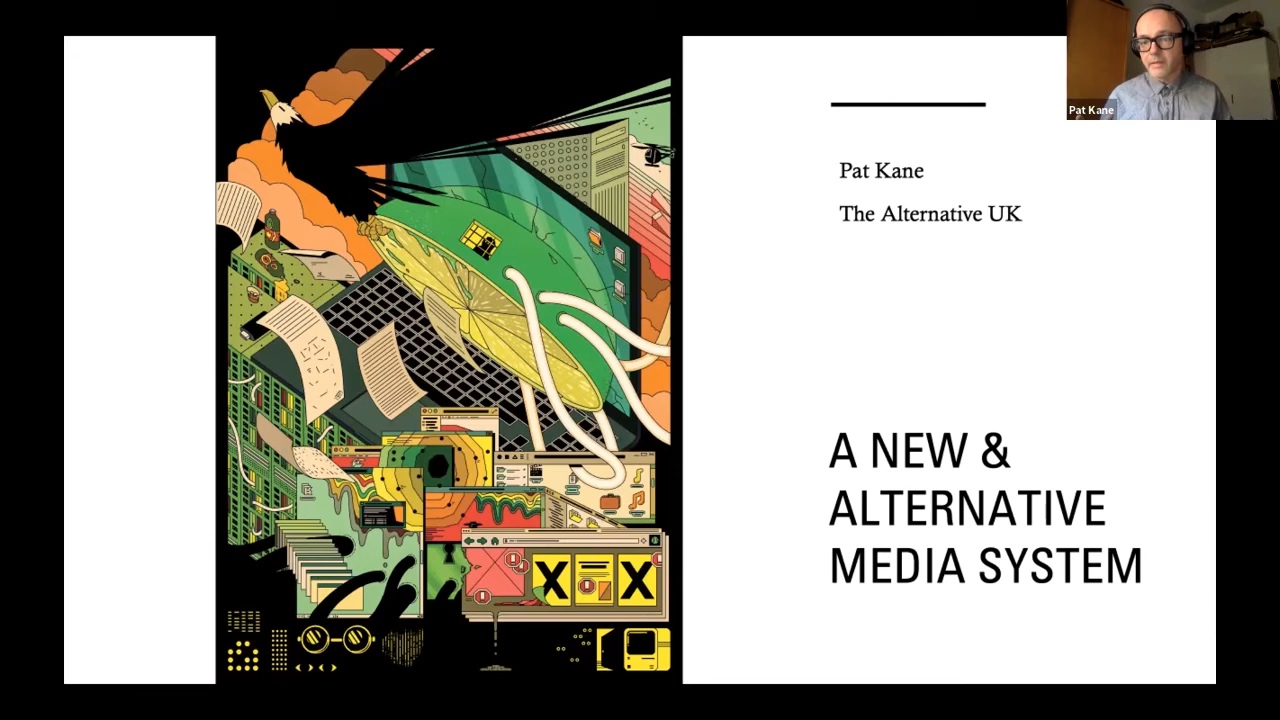 Pat Kane
Pat Kane
The Alternative UK
A NEW &
ALTERNATIVE
MEDIA SYSTEM
X
X